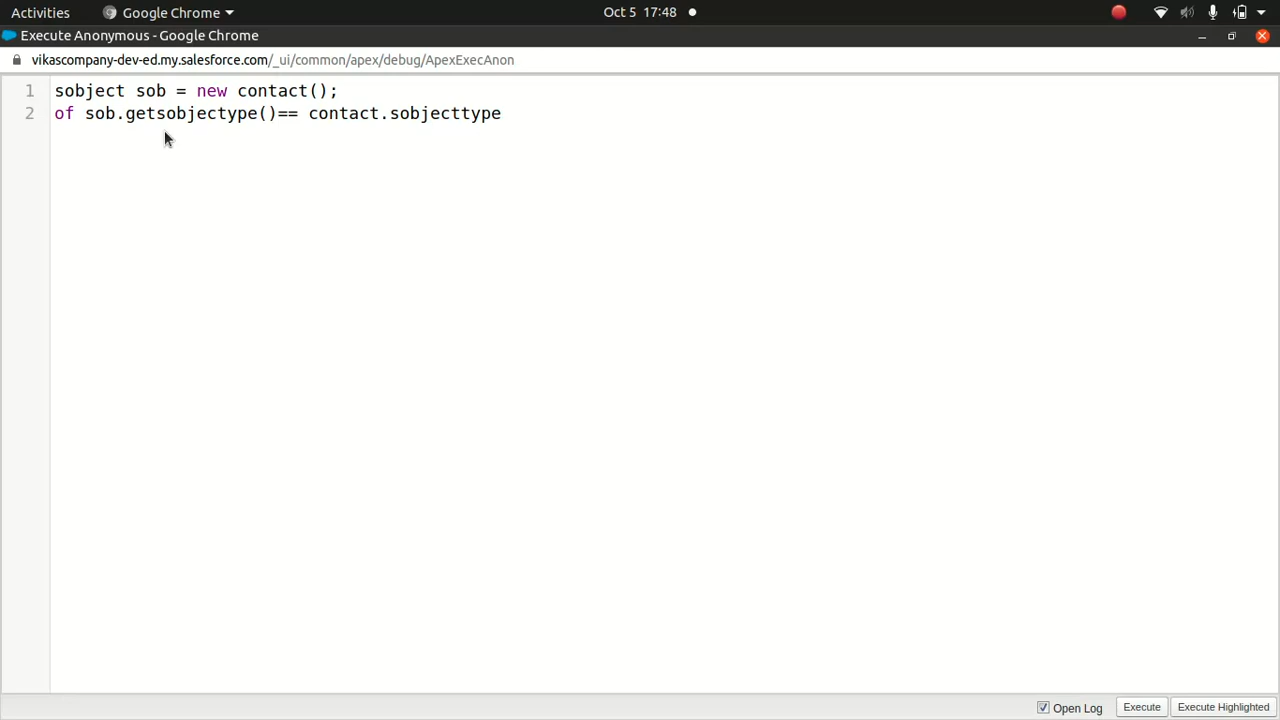 Activities Google Chrome Oct 5 17:48
Execute Anonymous - Google Chrome
vikascompany-dev-ed.my.salesforce.com/_ui/common/apex/debug/ApexExecAnon
1 sobject sob = new contact();
2 of sob.getsobjectype()== contact.sobjecttype
Open Log Execute Execute Highlighted